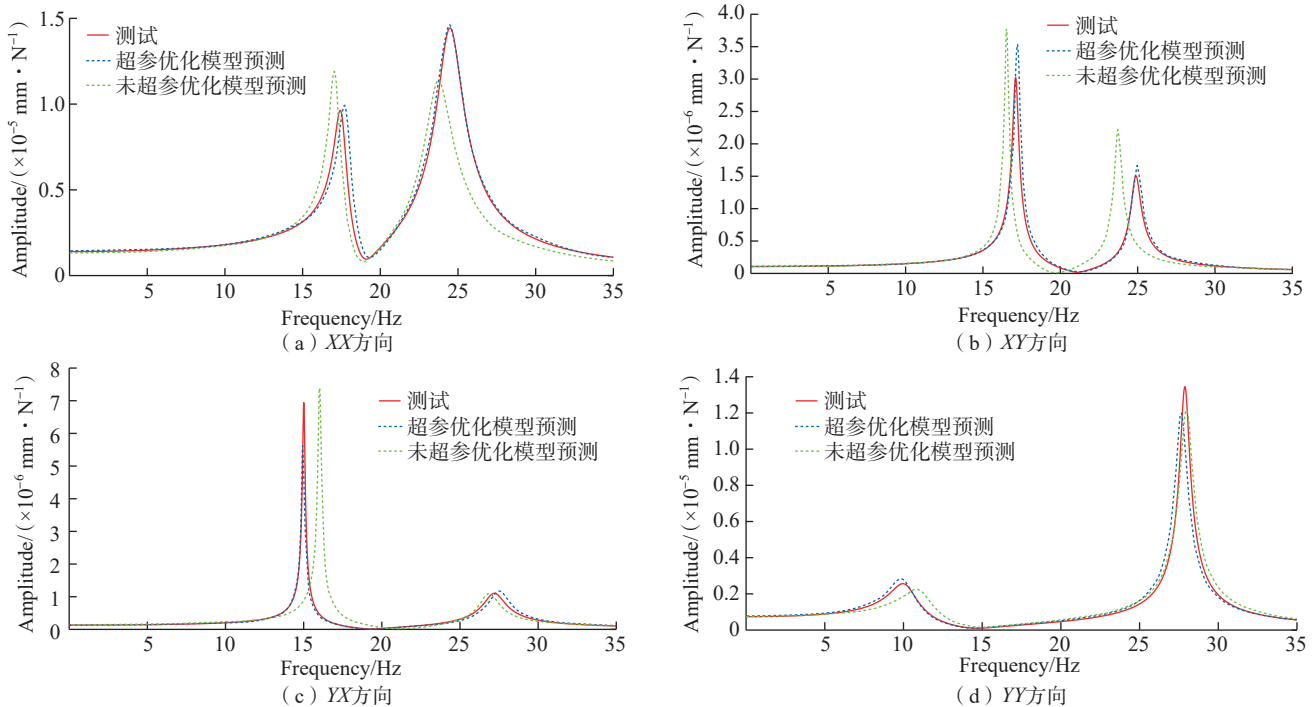 Amplitude/（×10⁻⁵ mm·N⁻¹）
1.5
1.0
0.5
0
测试
超参优化模型预测
未超参优化模型预测
5 10 15 20 25 30 35
Frequency/Hz
（a）XX方向
Amplitude/（×10⁻⁶ mm·N⁻¹）
4.0
3.0
2.5
2.0
1.5
1.0
0.5
0
测试
超参优化模型预测
未超参优化模型预测
5 10 15 20 25 30 35
Frequency/Hz
（b）XY方向
Amplitude/（×10⁻⁶ mm·N⁻¹）
8
7
6
5
4
3
2
1
0
测试
超参优化模型预测
未超参优化模型预测
5 10 15 20 25 30 35
Frequency/Hz
（c）YX方向
Amplitude/（×10⁻⁵ mm·N⁻¹）
1.4
1.2
1.0
0.8
0.6
0.4
0.2
0
测试
超参优化模型预测
未超参优化模型预测
5 10 15 20 25 30 35
Frequency/Hz
（d）YY方向